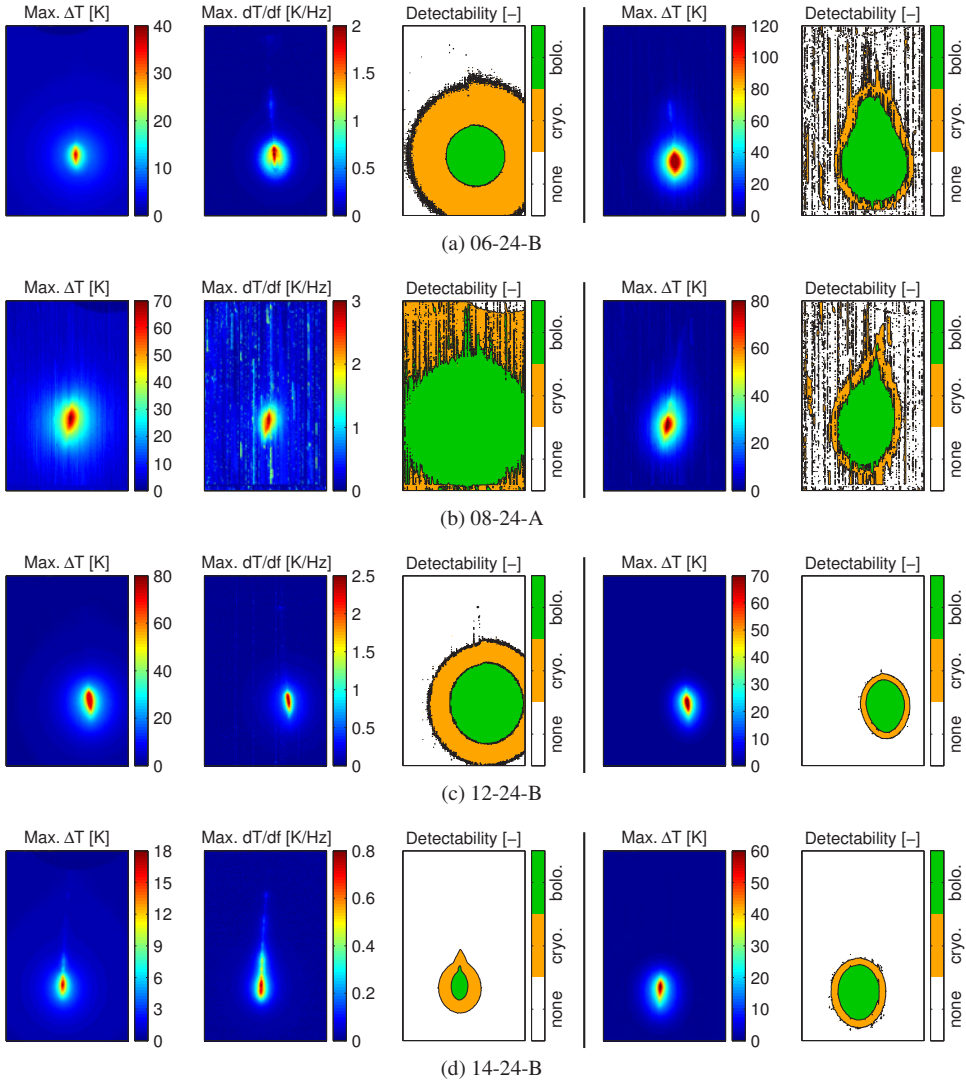 Max. ΔT [K] Max. dT/df [K/Hz] Detectability [–] Max. ΔT [K] Detectability [–]
40 35 30 25 20 15 10 5 0
2 1.5 1 0.5 0
bolo. cryo. none
120 100 80 60 40 20 0
bolo. cryo. none
(a) 06-24-B
Max. ΔT [K] Max. dT/df [K/Hz] Detectability [–] Max. ΔT [K] Detectability [–]
70 60 50 40 30 20 10 0
3 2 1 0
bolo. cryo. none
80 60 40 20 0
bolo. cryo. none
(b) 08-24-A
Max. ΔT [K] Max. dT/df [K/Hz] Detectability [–] Max. ΔT [K] Detectability [–]
80 60 40 20 0
2.5 2 1.5 1 0.5 0
bolo. cryo. none
70 60 50 40 30 20 10 0
bolo. cryo. none
(c) 12-24-B
Max. ΔT [K] Max. dT/df [K/Hz] Detectability [–] Max. ΔT [K] Detectability [–]
18 15 12 9 6 3 0
0.8 0.6 0.4 0.2 0
bolo. cryo. none
60 50 40 30 20 10 0
bolo. cryo. none
(d) 14-24-B